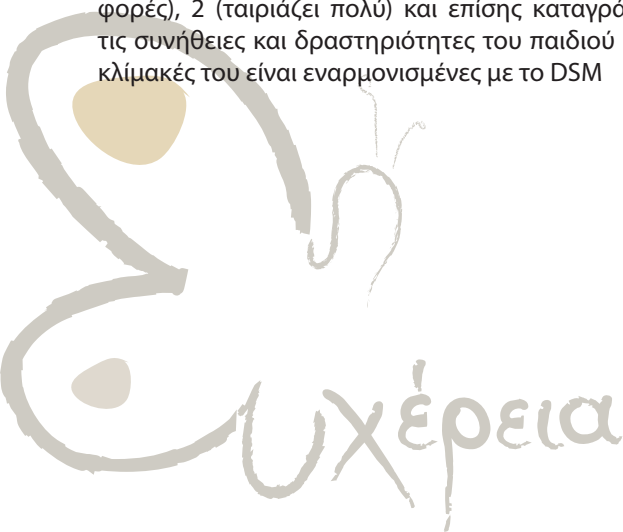 φορές), 2 (ταιριάζει πολύ) και επίσης καταγρά
τις συνήθειες και δραστηριότητες του παιδιού
κλίμακές του είναι εναρμονισμένες με το DSM
Ευχέρεια